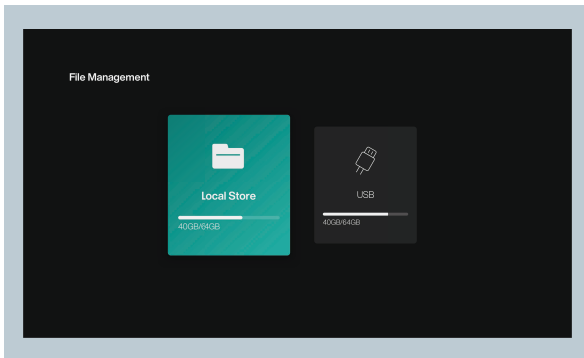 File Management
Local Store
40GB/64GB
USB
40GB/64GB